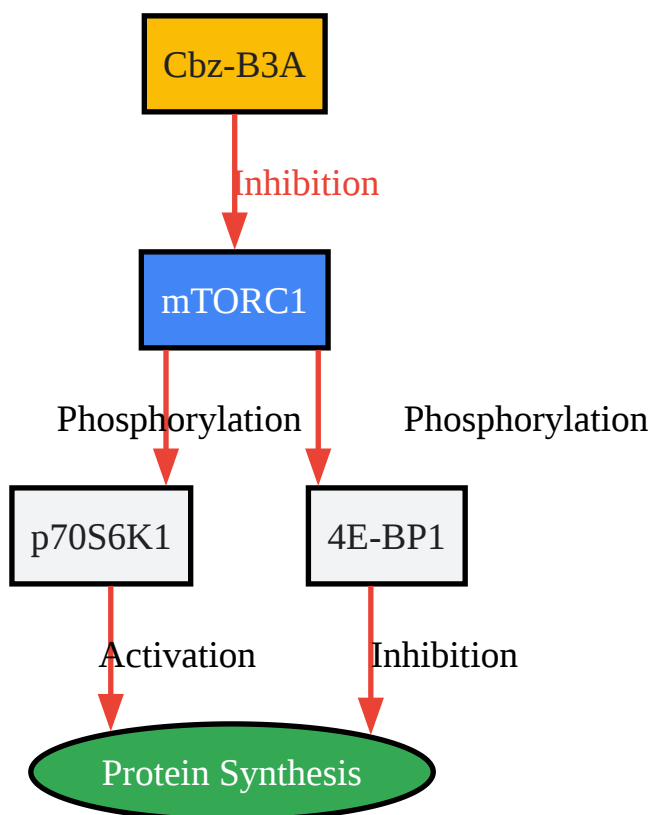 Cbz-B3A
Inhibition
mTORC1
Phosphorylation
Phosphorylation
p70S6K1
4E-BP1
Activation
Inhibition
Protein Synthesis